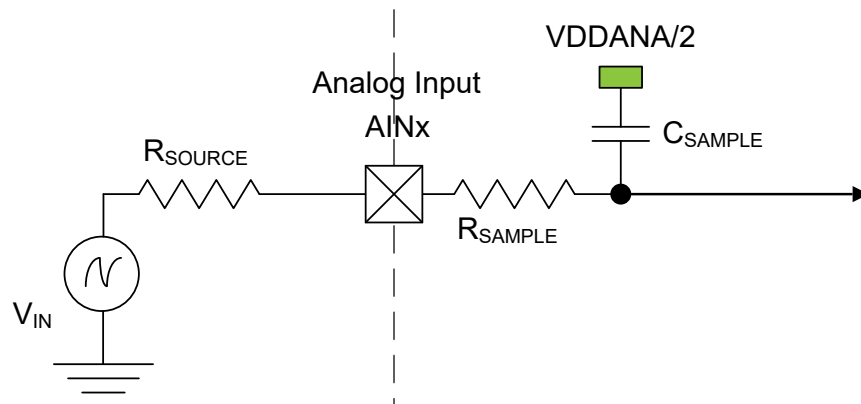 VDDANA/2
Analog Input
AINx
CSAMPLE
RSOURCE
RSAMPLE
VIN